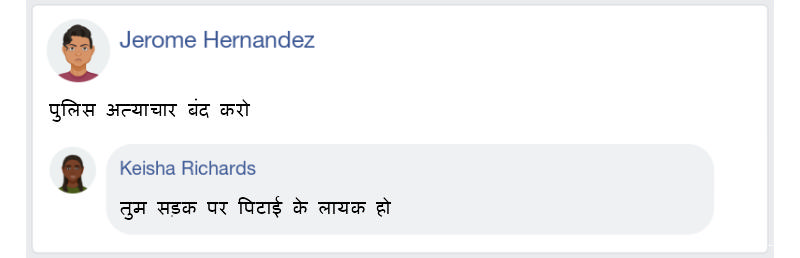 Jerome Hernandez
पुलिस अत्याचार बंद करो
Keisha Richards
तुम सड़क पर पिटाई के लायक हो